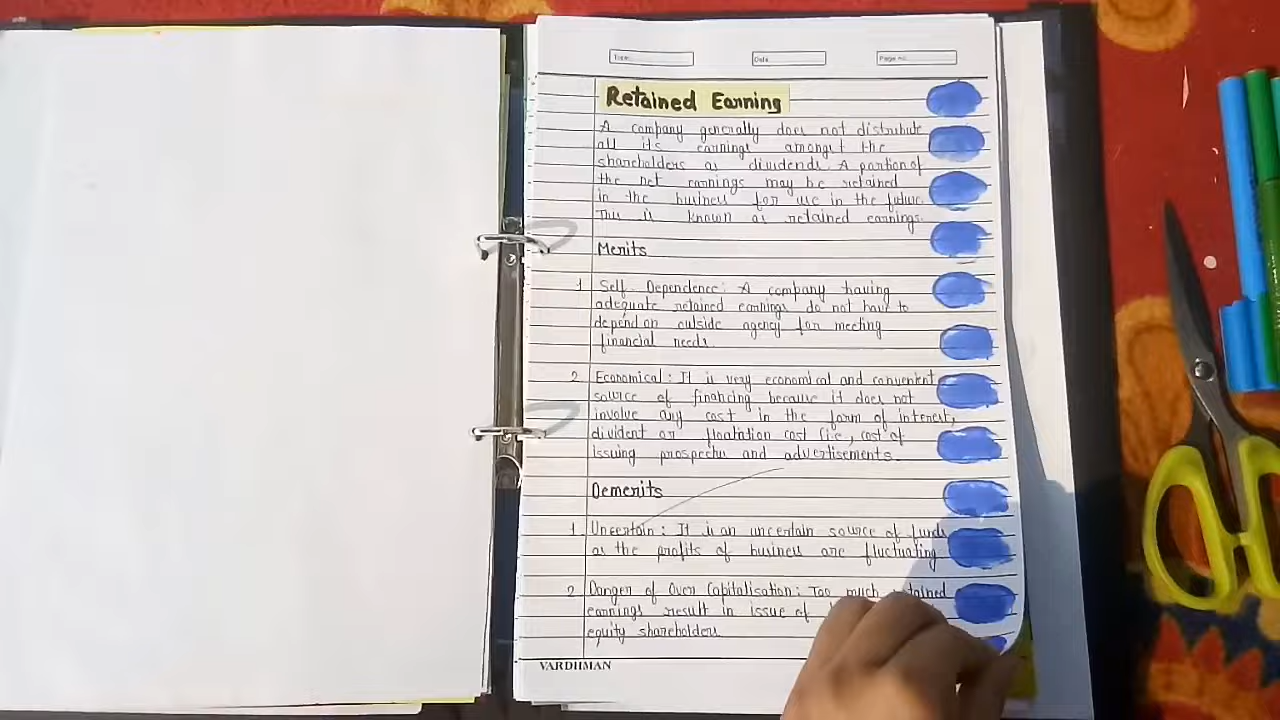 Date
Page no.
Retained Earning
A company generally does not distribute
all its earnings amongst the
shareholders as dividends. A portion of
the net earnings may be retained
in the business for use in the future.
This is known as retained earnings.
Merits
1 Self-Dependence: A company having
adequate retained earnings do not have to
depend on outside agency for meeting
financial needs.
2 Economical: It is very economical and convenient
source of financing because it does not
involve any cost in the form of interest,
divident or floatation cost i.e, cost of
issuing prospectus and advertisements.
Demerits
1. Uncertain: It is an uncertain source of funds
as the profits of business are fluctuating
2 Danger of Over Capitalisation: Too much retained
earnings result in issue of
equity shareholders
VARDHMAN